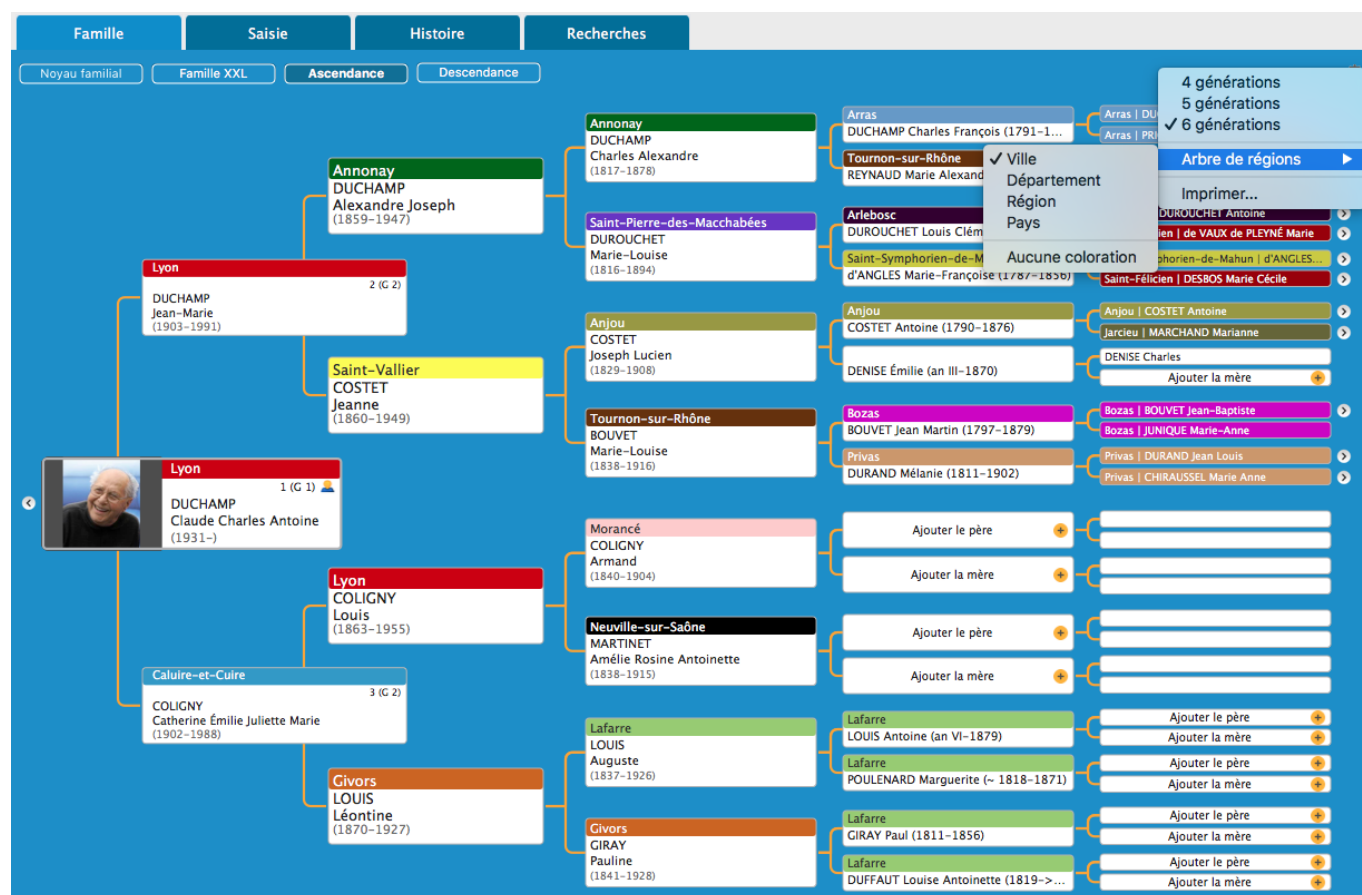 Famille
Saisie
Histoire
Recherches
Noyau familial
Famille XXL
Ascendance
Descendance
4 générations
5 générations
✓ 6 générations
Arbre de régions
Imprimer...
✓ Ville
Département
Région
Pays
Aucune coloration
Lyon
1 (G 1)
DUCHAMP
Claude Charles Antoine
(1931-)
Lyon
2 (G 2)
DUCHAMP
Jean-Marie
(1903-1991)
Caluire-et-Cuire
3 (G 2)
COLIGNY
Catherine Émilie Juliette Marie
(1902-1988)
Annonay
DUCHAMP
Alexandre Joseph
(1859-1947)
Saint-Vallier
COSTET
Jeanne
(1860-1949)
Lyon
COLIGNY
Louis
(1863-1955)
Givors
LOUIS
Léontine
(1870-1927)
Annonay
DUCHAMP
Charles Alexandre
(1817-1878)
Saint-Pierre-des-Macchabées
DUROUCHET
Marie-Louise
(1816-1894)
Anjou
COSTET
Joseph Lucien
(1829-1908)
Tournon-sur-Rhône
BOUVET
Marie-Louise
(1838-1916)
Morancé
COLIGNY
Armand
(1840-1904)
Neuville-sur-Saône
MARTINET
Amélie Rosine Antoinette
(1838-1915)
Lafarre
LOUIS
Auguste
(1837-1926)
Givors
GIRAY
Pauline
(1841-1928)
Arras
DUCHAMP Charles François (1791-1...
Tournon-sur-Rhône
REYNAUD Marie
Arlebosc
DUROUCHET Louis
Saint-Symphorien-de-M
d'ANGLES Marie-Françoise (1787-1856)
Anjou
COSTET Antoine (1790-1876)
DENISE Émilie (an III-1870)
Bozas
BOUVET Jean Martin (1797-1879)
Privas
DURAND Mélanie (1811-1902)
Ajouter le père
Ajouter la mère
Ajouter le père
Ajouter la mère
Lafarre
LOUIS Antoine (an VI-1879)
Lafarre
POULENARD Marguerite (~ 1818-1871)
Lafarre
GIRAY Paul (1811-1856)
Lafarre
DUFFAUT Louise Antoinette (1819->...
Arras | DU
Arras | PR
DUROUCHET Antoine
ien | de VAUX de PLEYNÉ Marie
phorien-de-Mahun | d'ANGLES...
Saint-Félicien | DESBOS Marie Cécile
Anjou | COSTET Antoine
Jarcieu | MARCHAND Marianne
DENISE Charles
Ajouter la mère
Bozas | BOUVET Jean-Baptiste
Bozas | JUNIQUE Marie-Anne
Privas | DURAND Jean Louis
Privas | CHIRAUSSEL Marie Anne
Ajouter le père
Ajouter la mère
Ajouter le père
Ajouter la mère
Ajouter le père
Ajouter la mère
Ajouter le père
Ajouter la mère